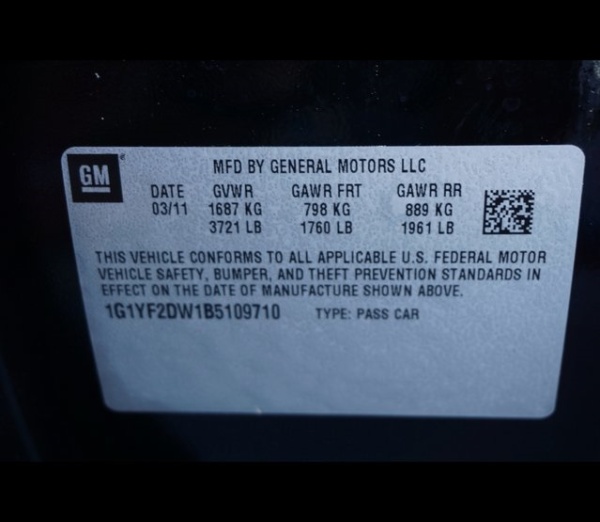 GM
MFD BY GENERAL MOTORS LLC
DATE GVWR GAWR FRT GAWR RR
03/11 1687 KG 798 KG 889 KG
3721 LB 1760 LB 1961 LB
THIS VEHICLE CONFORMS TO ALL APPLICABLE U.S. FEDERAL MOTOR
VEHICLE SAFETY, BUMPER, AND THEFT PREVENTION STANDARDS IN
EFFECT ON THE DATE OF MANUFACTURE SHOWN ABOVE.
1G1YF2DW1B5109710 TYPE: PASS CAR